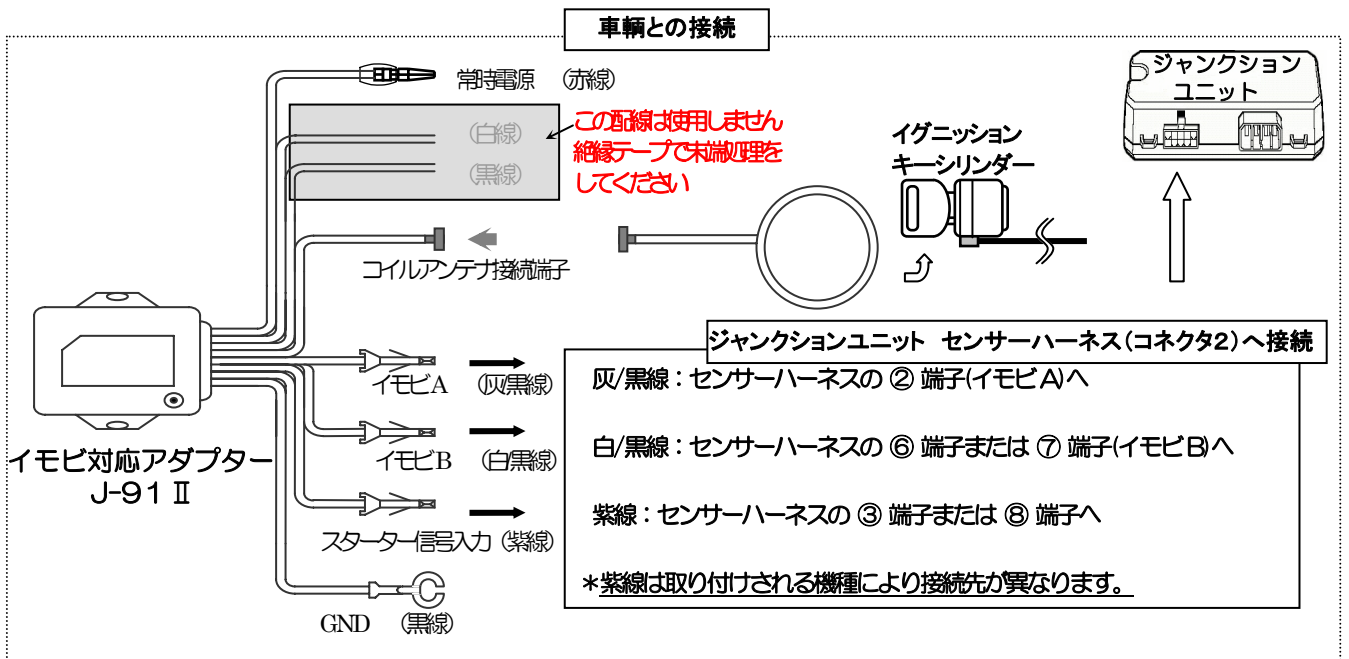 車輌との接続
常時電源 (赤線)
(白線)
(黒線)
この配線は使用しません
絶縁テープで末端処理を
してください
ジャンクション
ユニット
イグニッション
キーシリンダー
コイルアンテナ接続端子
ジャンクションユニット センサーハーネス(コネクタ2)へ接続
イモビA (灰/黒線)
イモビB (白/黒線)
スターター信号入力 (紫線)
GND (黒線)
イモビ対応アダプター
J-91Ⅱ
灰/黒線:センサーハーネスの ② 端子(イモビA)へ
白/黒線:センサーハーネスの ⑥ 端子または ⑦ 端子(イモビB)へ
紫線:センサーハーネスの ③ 端子または ⑧ 端子へ
*紫線は取り付けされる機種により接続先が異なります。